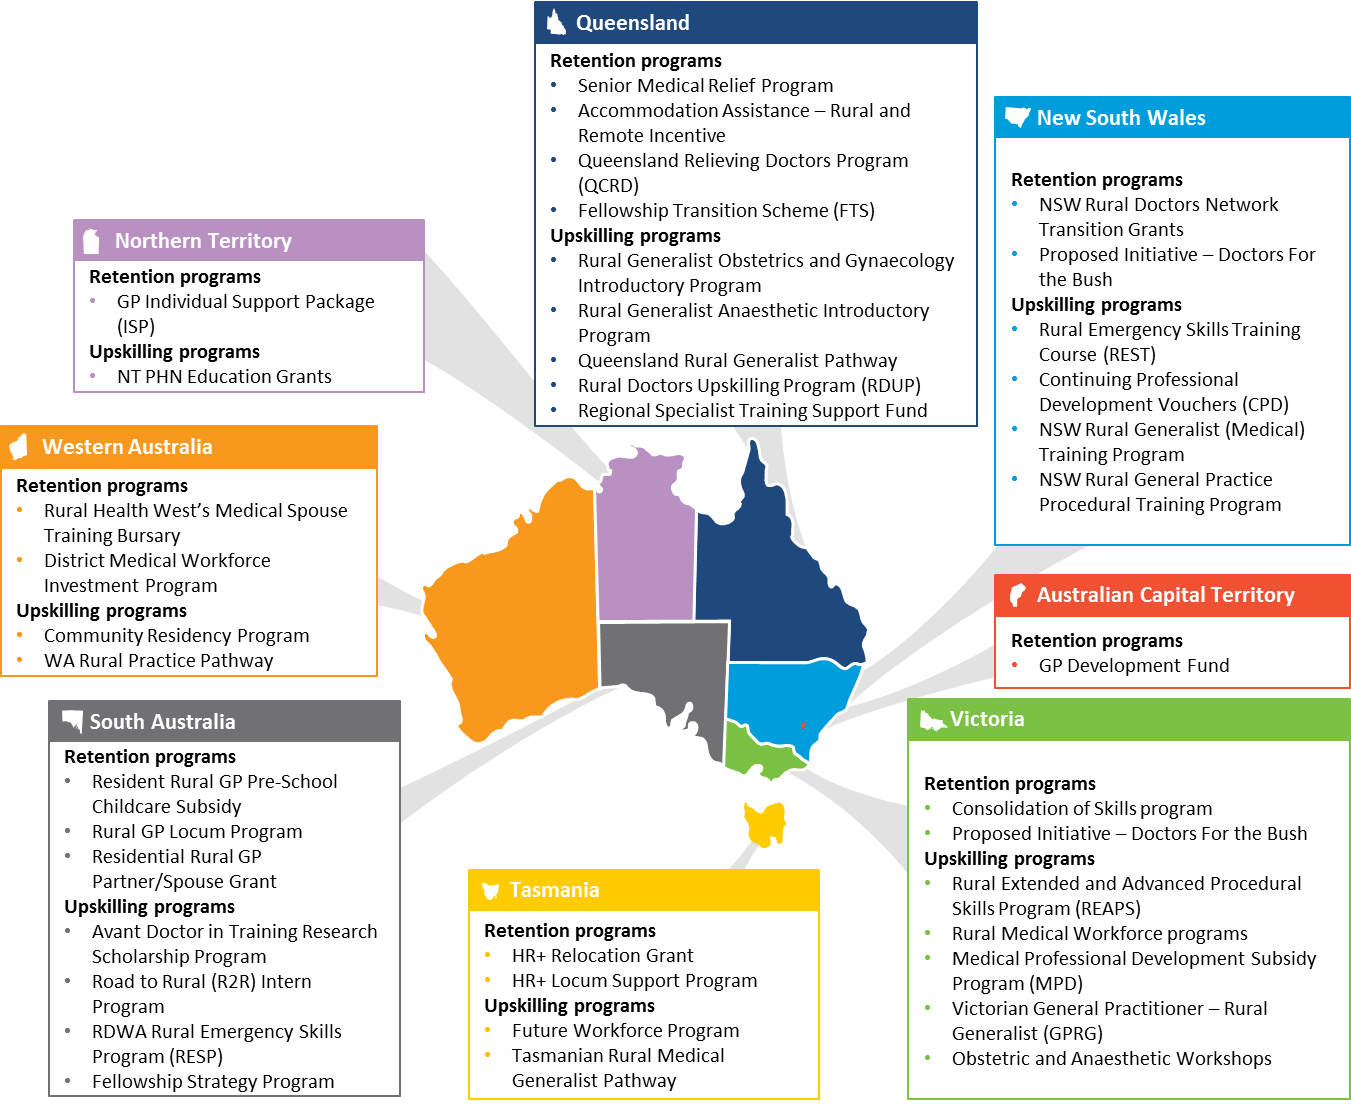 Queensland
Retention programs
• Senior Medical Relief Program
• Accommodation Assistance – Rural and
Remote Incentive
• Queensland Relieving Doctors Program
(QCRD)
• Fellowship Transition Scheme (FTS)
Upskilling programs
• Rural Generalist Obstetrics and Gynaecology
Introductory Program
• Rural Generalist Anaesthetic Introductory
Program
• Queensland Rural Generalist Pathway
• Rural Doctors Upskilling Program (RDUP)
• Regional Specialist Training Support Fund
New South Wales
Retention programs
• NSW Rural Doctors Network
Transition Grants
• Proposed Initiative – Doctors For
the Bush
Upskilling programs
• Rural Emergency Skills Training
Course (REST)
• Continuing Professional
Development Vouchers (CPD)
• NSW Rural Generalist (Medical)
Training Program
• NSW Rural General Practice
Procedural Training Program
Northern Territory
Retention programs
• GP Individual Support Package
(ISP)
Upskilling programs
• NT PHN Education Grants
Western Australia
Retention programs
• Rural Health West’s Medical Spouse
Training Bursary
• District Medical Workforce
Investment Program
Upskilling programs
• Community Residency Program
• WA Rural Practice Pathway
Australian Capital Territory
Retention programs
• GP Development Fund
South Australia
Retention programs
• Resident Rural GP Pre-School
Childcare Subsidy
• Rural GP Locum Program
• Residential Rural GP
Partner/Spouse Grant
Upskilling programs
• Avant Doctor in Training Research
Scholarship Program
• Road to Rural (R2R) Intern
Program
• RDWA Rural Emergency Skills
Program (RESP)
• Fellowship Strategy Program
Tasmania
Retention programs
• HR+ Relocation Grant
• HR+ Locum Support Program
Upskilling programs
• Future Workforce Program
• Tasmanian Rural Medical
Generalist Pathway
Victoria
Retention programs
• Consolidation of Skills program
• Proposed Initiative – Doctors For the Bush
Upskilling programs
• Rural Extended and Advanced Procedural
Skills Program (REAPS)
• Rural Medical Workforce programs
• Medical Professional Development Subsidy
Program (MPD)
• Victorian General Practitioner – Rural
Generalist (GPRG)
• Obstetric and Anaesthetic Workshops